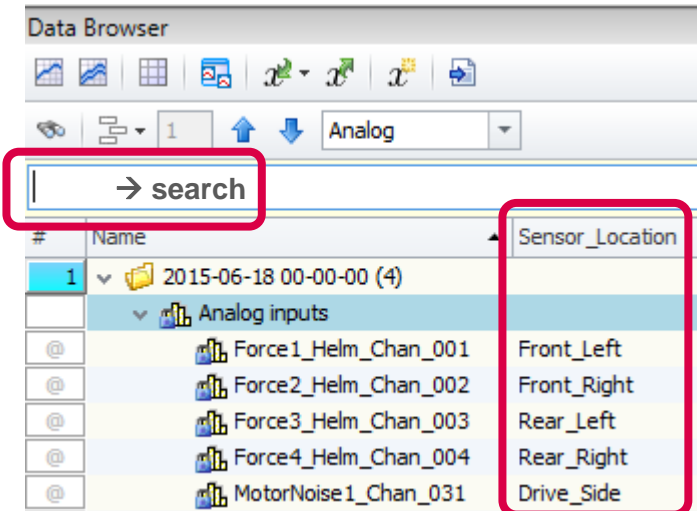 Data Browser
1 Analog
→ search
# Name Sensor_Location
1 2015-06-18 00-00-00 (4)
Analog inputs
@ Force1_Helm_Chan_001 Front_Left
@ Force2_Helm_Chan_002 Front_Right
@ Force3_Helm_Chan_003 Rear_Left
@ Force4_Helm_Chan_004 Rear_Right
@ MotorNoise1_Chan_031 Drive_Side